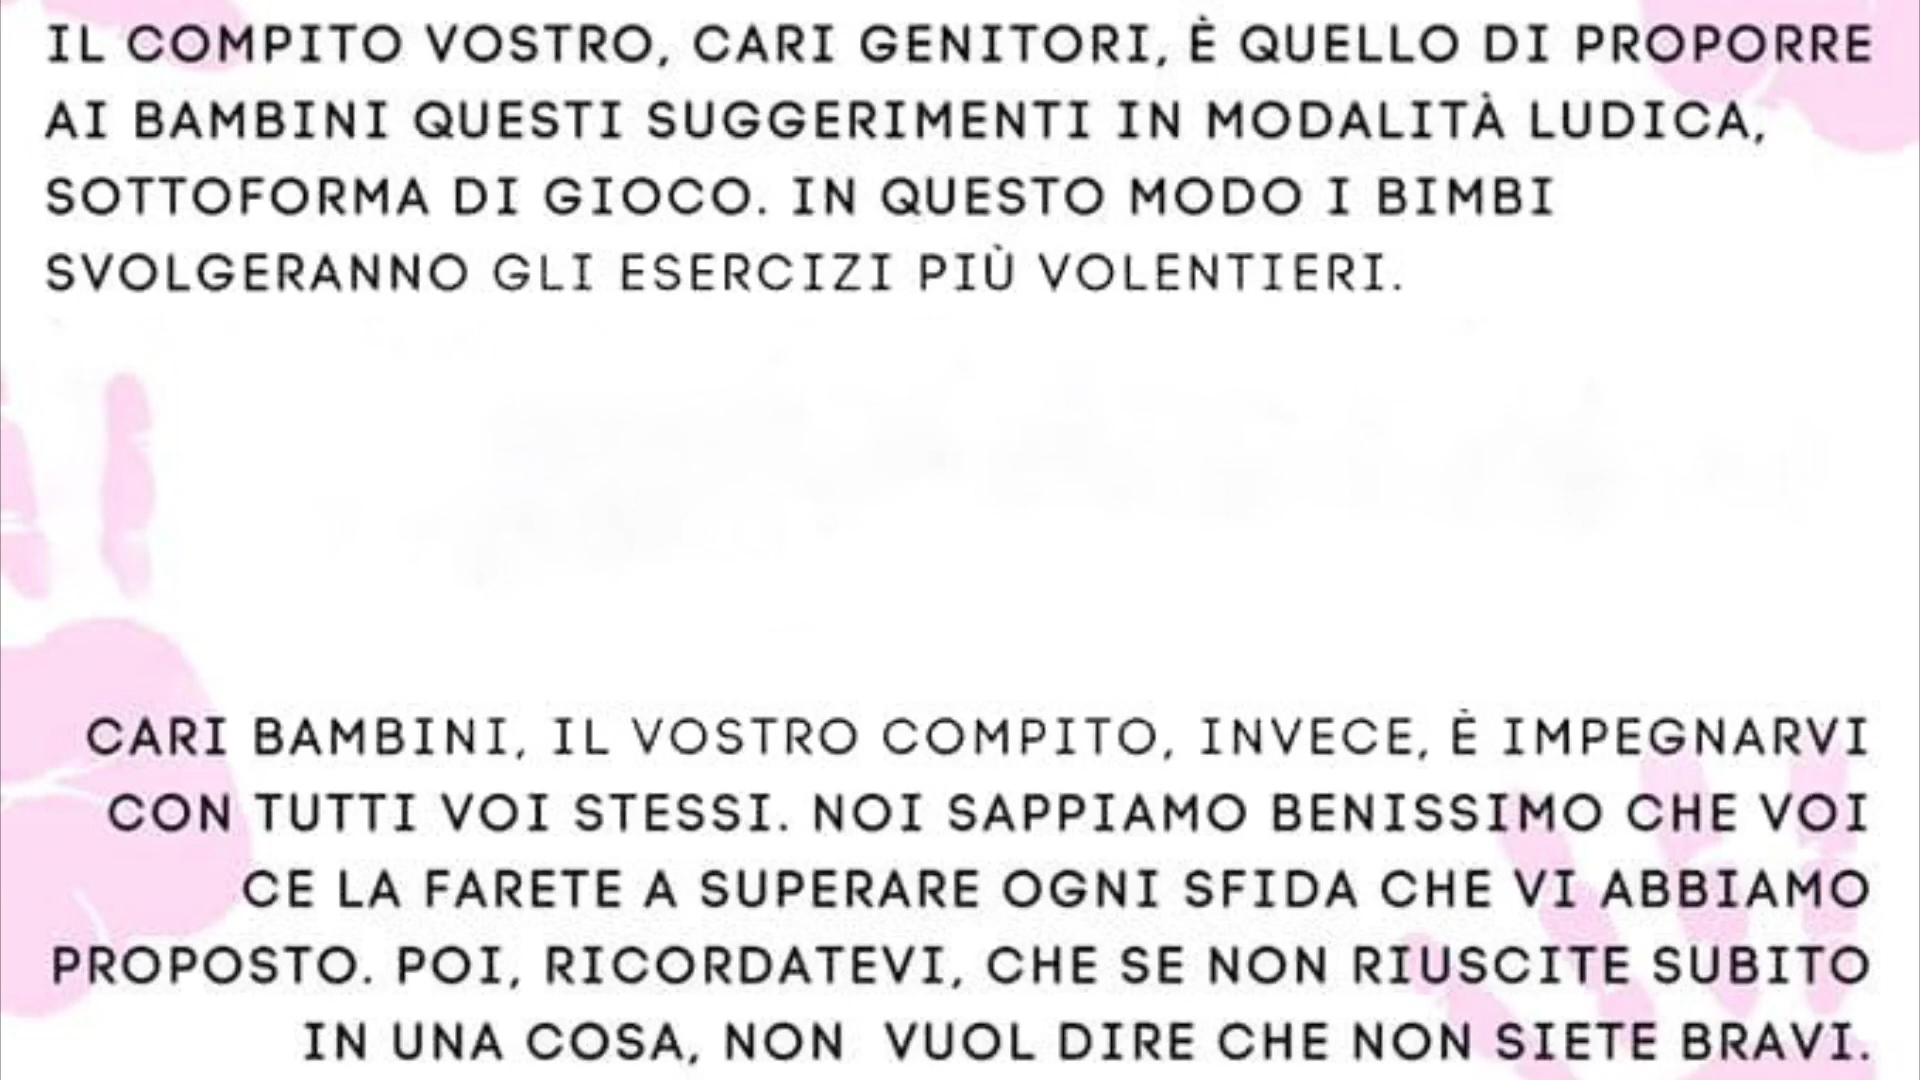 IL COMPITO VOSTRO, CARI GENITORI, È QUELLO DI PROPORRE
AI BAMBINI QUESTI SUGGERIMENTI IN MODALITÀ LUDICA,
SOTTOFORMA DI GIOCO. IN QUESTO MODO I BIMBI
SVOLGERANNO GLI ESERCIZI PIÙ VOLENTIERI.
CARI BAMBINI, IL VOSTRO COMPITO, INVECE, È IMPEGNARVI
CON TUTTI VOI STESSI. NOI SAPPIAMO BENISSIMO CHE VOI
CE LA FARETE A SUPERARE OGNI SFIDA CHE VI ABBIAMO
PROPOSTO. POI, RICORDATEVI, CHE SE NON RIUSCITE SUBITO
IN UNA COSA, NON VUOL DIRE CHE NON SIETE BRAVI.